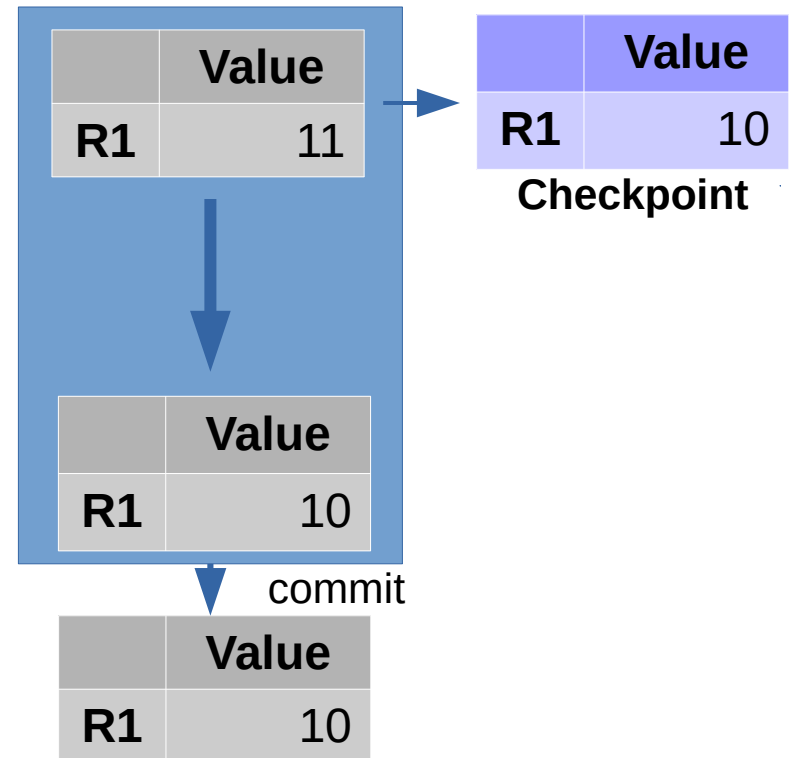 Value
R1 11
Value
R1 10
Checkpoint
Value
R1 10
commit
Value
R1 10